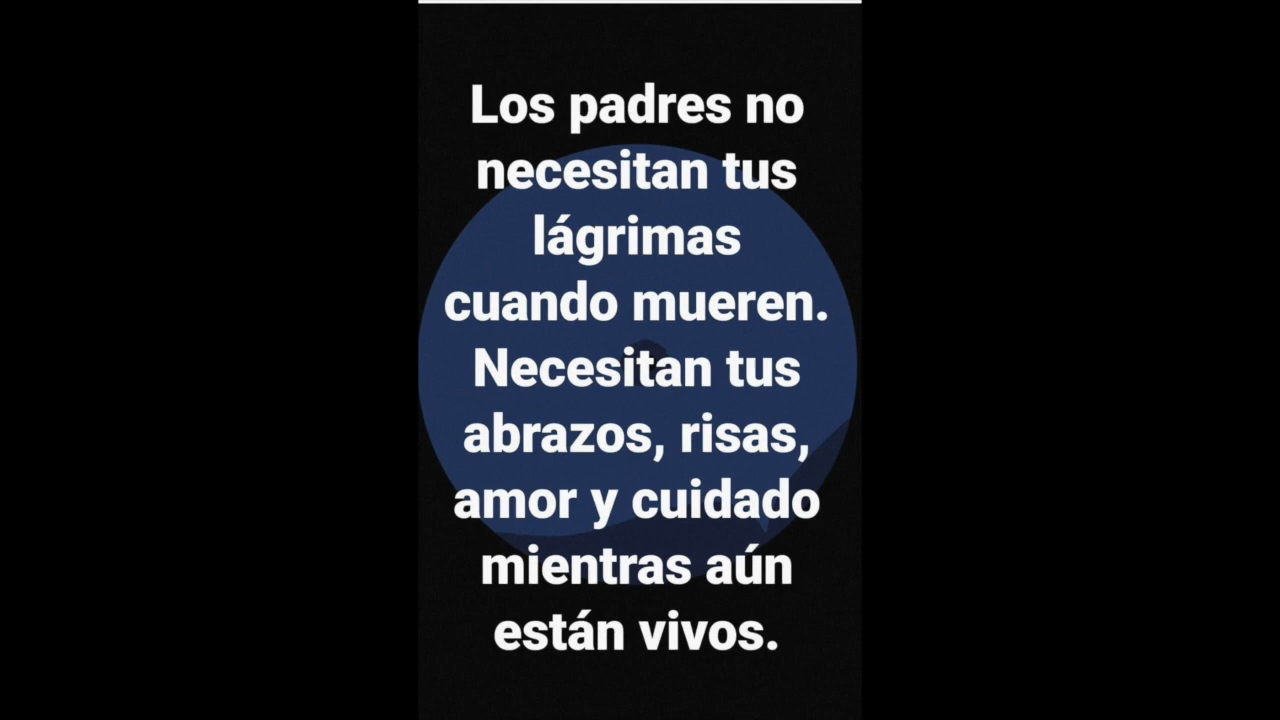 Los padres no
necesitan tus
lágrimas
cuando mueren.
Necesitan tus
abrazos, risas,
amor y cuidado
mientras aún
están vivos.